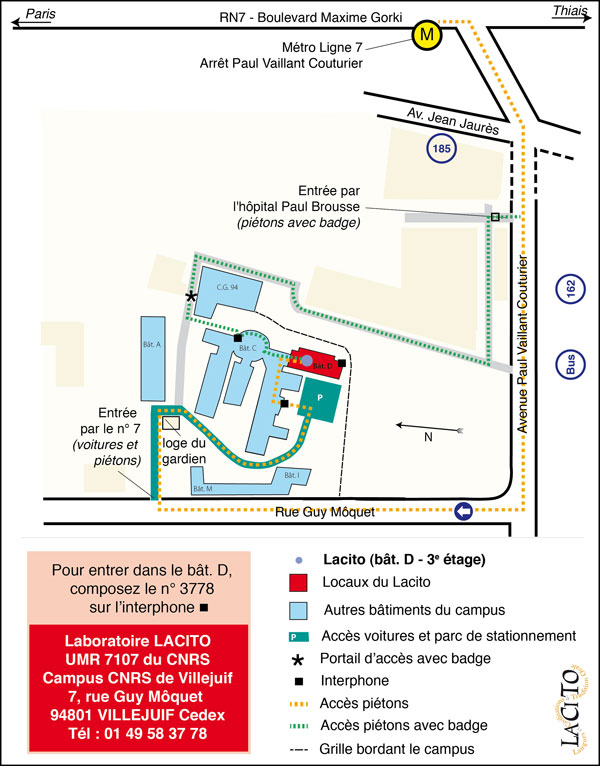 Paris
RN7 - Boulevard Maxime Gorki
Thiais
M
Métro Ligne 7
Arrêt Paul Vaillant Couturier
Av. Jean Jaurès
185
Entrée par
l'hôpital Paul Brousse
(piétons avec badge)
162
Bus
Avenue Paul Vaillant Couturier
C.G. 94
Bât. A
Bât. C
Bât. D
P
Entrée
par le n° 7
(voitures et
piétons)
loge du
gardien
N
Bât. M
Bât. I
Rue Guy Môquet
Pour entrer dans le bât. D,
composez le n° 3778
sur l'interphone ■
Laboratoire LACITO
UMR 7107 du CNRS
Campus CNRS de Villejuif
7, rue Guy Môquet
94801 VILLEJUIF Cedex
Tél : 01 49 58 37 78
Lacito (bât. D - 3e étage)
Locaux du Lacito
Autres bâtiments du campus
P
Accès voitures et parc de stationnement
Portail d'accès avec badge
Interphone
Accès piétons
Accès piétons avec badge
Grille bordant le campus
LACITO